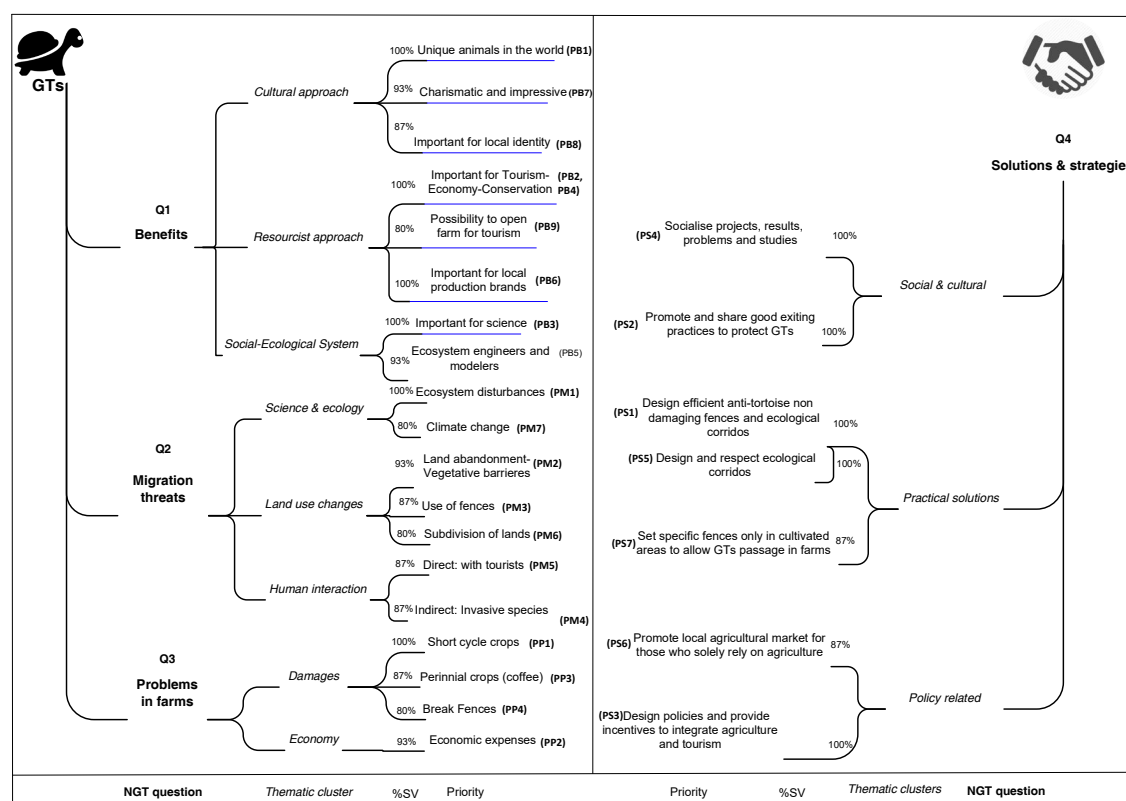 GTs
Q1
Benefits
Cultural approach
100% Unique animals in the world (PB1)
93%
Charismatic and impressive (PB7)
87%
Important for local identity (PB8)
Resourcist approach
100%
Important for Tourism- (PB2,
Economy-Conservation PB4)
80%
Possibility to open (PB9)
farm for tourism
100%
Important for local (PB6)
production brands
Social-Ecological System
100% Important for science (PB3)
93% Ecosystem engineers and (PB5)
modelers
Q2
Migration
threats
Science & ecology
100% Ecosystem disturbances (PM1)
80% Climate change (PM7)
Land use changes
93% Land abandonment- (PM2)
Vegetative barrieres
87% Use of fences (PM3)
80% Subdivision of lands (PM6)
Human interaction
87% Direct: with tourists (PM5)
87% Indirect: Invasive species (PM4)
Q3
Problems
in farms
Damages
100% Short cycle crops (PP1)
87% Perinnial crops (coffee) (PP3)
80% Break Fences (PP4)
Economy
93% Economic expenses (PP2)
NGT question Thematic cluster %SV Priority
Q4
Solutions & strategie
(PS4) Socialise projects, results, 100%
problems and studies
Social & cultural
(PS2) Promote and share good exiting
practices to protect GTs 100%
(PS1) Design efficient anti-tortoise non
damaging fences and ecological 100%
corridos
(PS5) Design and respect ecological 100%
corridos
Practical solutions
(PS7) Set specific fences only in cultivated 87%
areas to allow GTs passage in farms
(PS6) Promote local agricultural market for 87%
those who solely rely on agriculture
Policy related
(PS3) Design policies and provide
incentives to integrate agriculture
and tourism 100%
Priority %SV Thematic clusters NGT question